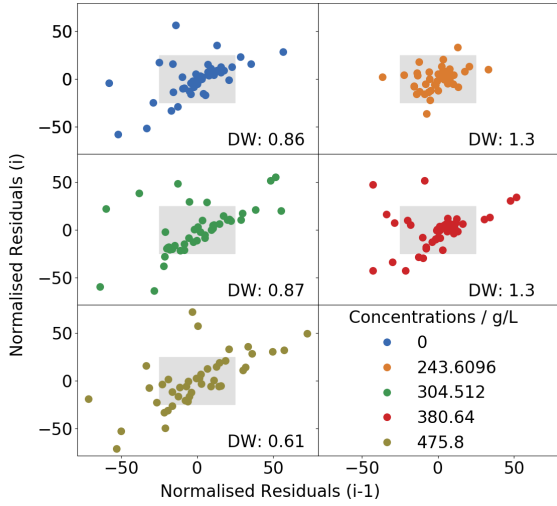 50
0
−50
DW: 0.86
DW: 1.3
50
0
−50
DW: 0.87
DW: 1.3
50
0
−50
DW: 0.61
Concentrations / g/L
0
243.6096
304.512
380.64
475.8
−50
0
50
−50
0
50
Normalised Residuals (i-1)
Normalised Residuals (i)